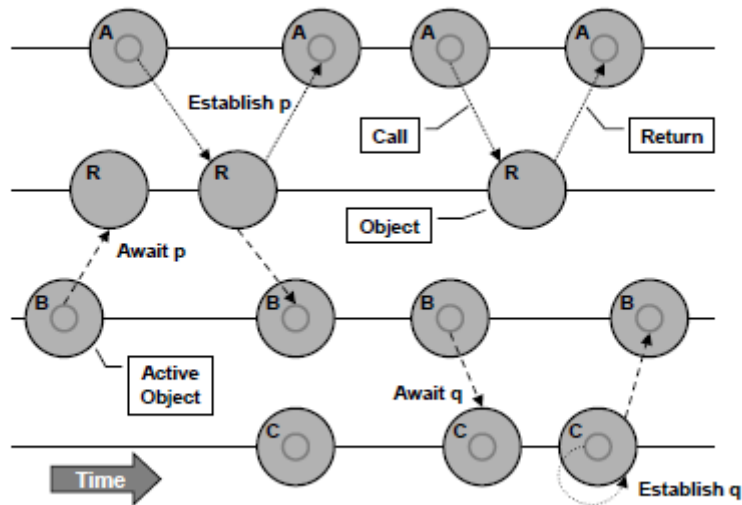 A A A A
Establish p
Call
Return
R R R
Object
Await p
B B B B
Active
Object
Await q
C C C
Time
Establish q